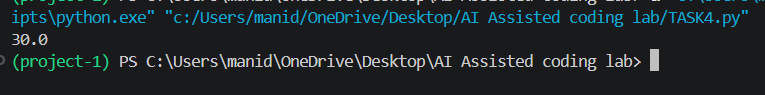 ipts\python.exe" "c:/Users/manid/OneDrive/Desktop/AI Assisted coding lab/TASK4.py"
30.0
(project-1) PS C:\Users\manid\OneDrive\Desktop\AI Assisted coding lab>